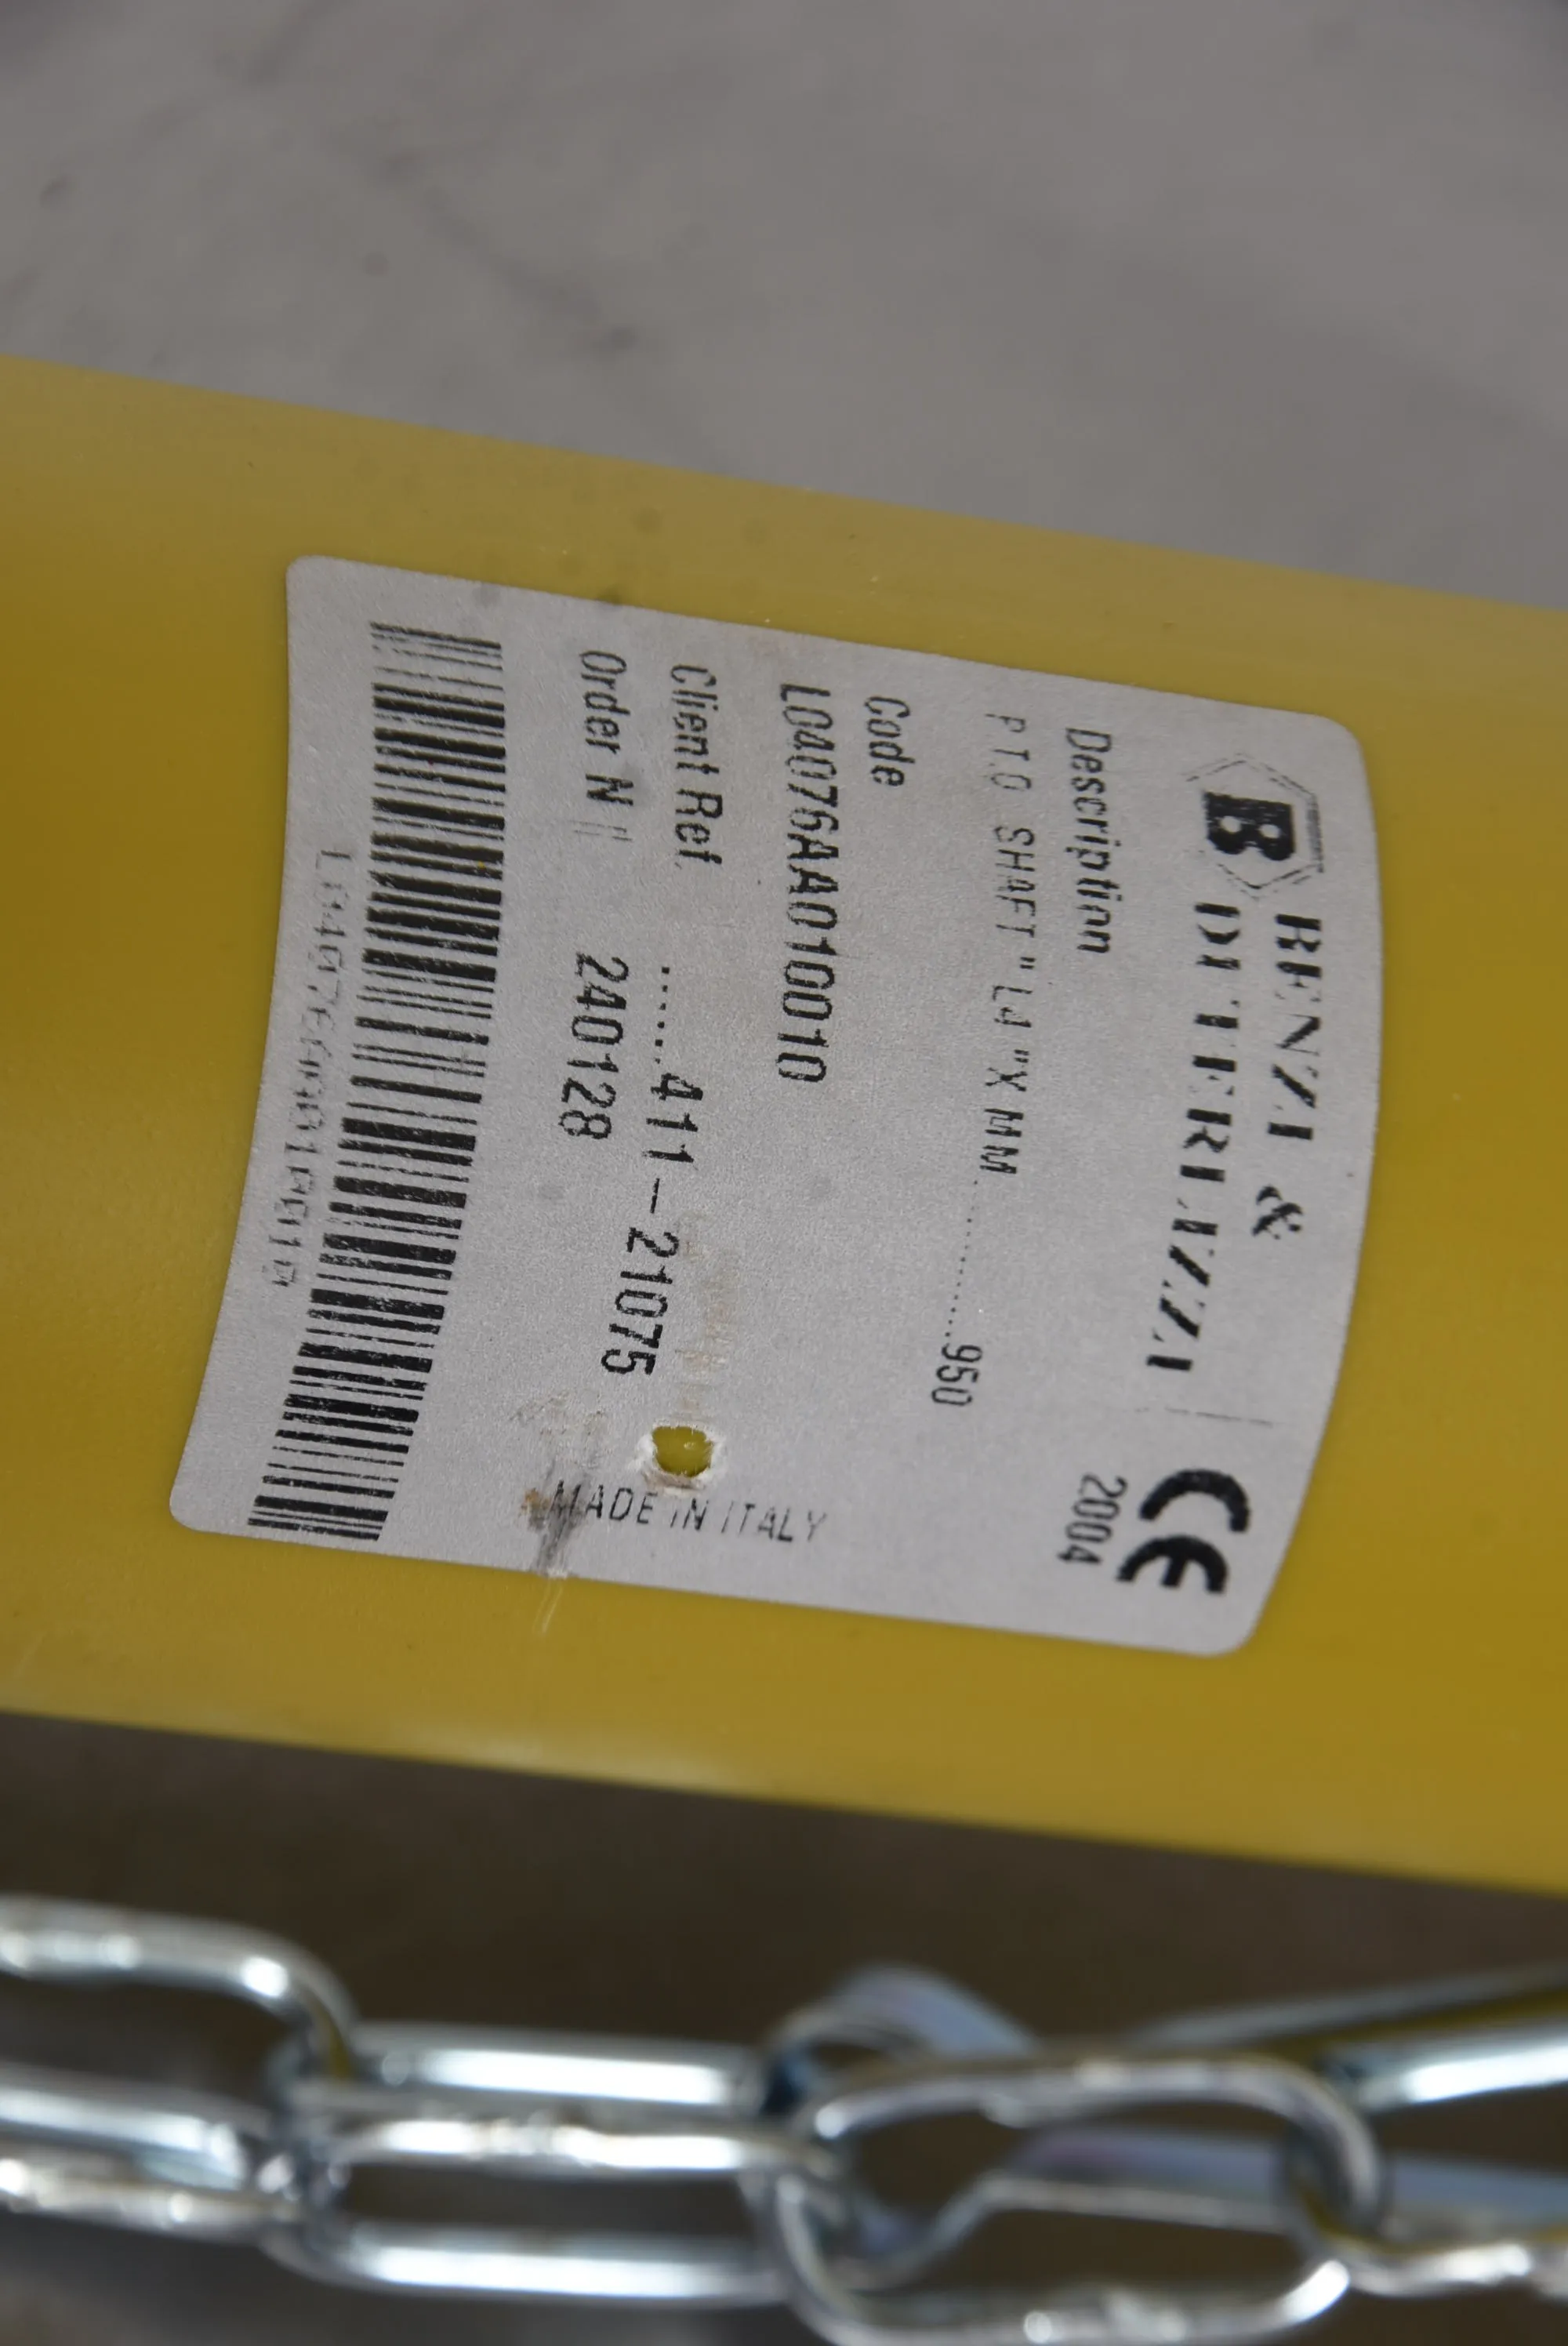 B BENZI &
DI TERLIZZI
CE
2004
Description
P.T.O SHAFT "L4"X MM............950
Code
L04076AA010010
Client Ref. ......411-21075
Order N° 240128
MADE IN ITALY
L04076AA010010